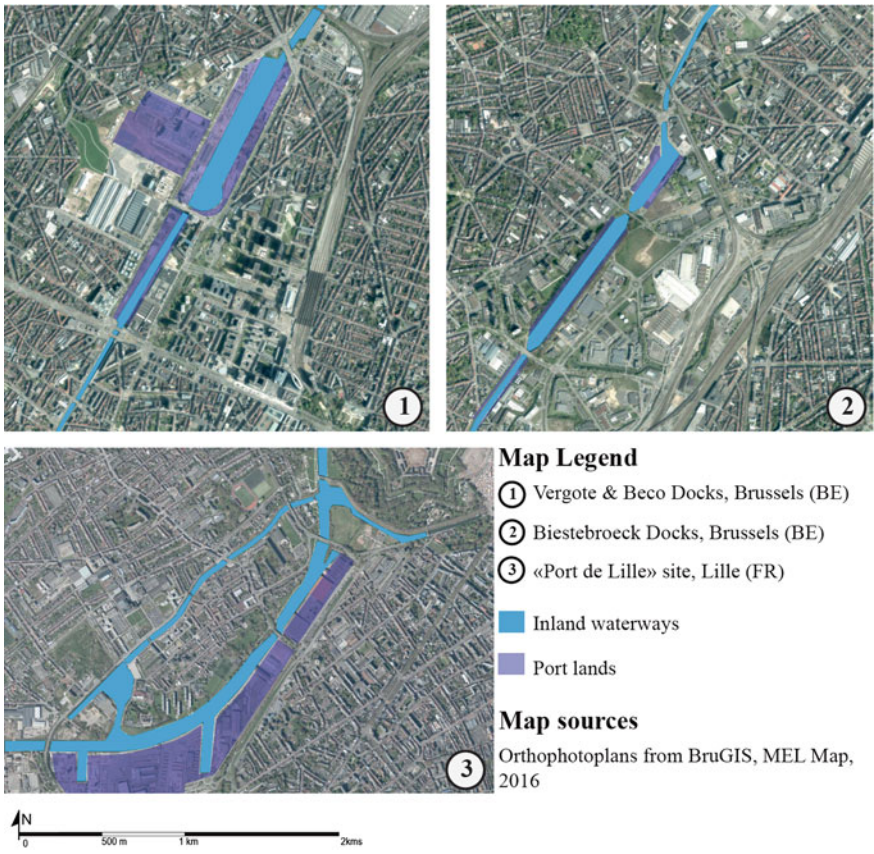 1
2
3
Map Legend
1 Vergote & Beco Docks, Brussels (BE)
2 Biestebroeck Docks, Brussels (BE)
3 «Port de Lille» site, Lille (FR)
Inland waterways
Port lands
Map sources
Orthophotoplans from BruGIS, MEL Map,
2016
N
0 500 m 1 km 2kms